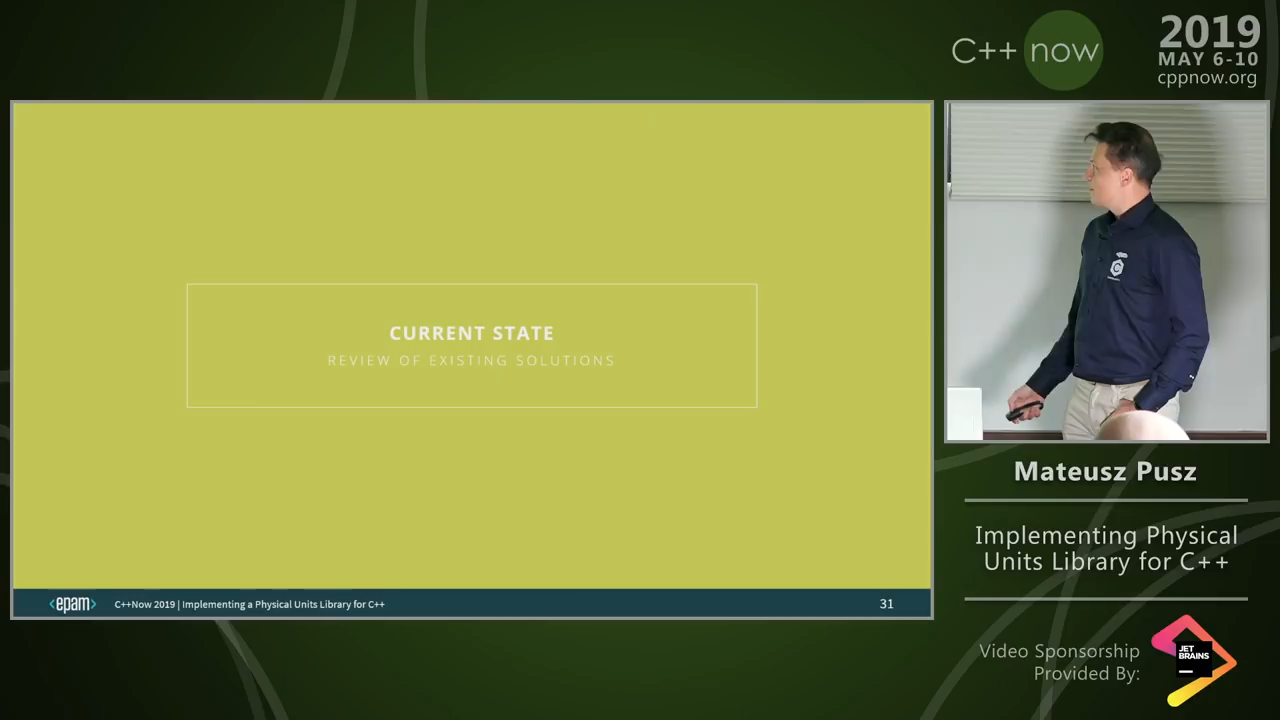 C++ now
2019
MAY 6-10
cppnow.org
CURRENT STATE
REVIEW OF EXISTING SOLUTIONS
<epam>
C++Now 2019 | Implementing a Physical Units Library for C++
31
Mateusz Pusz
Implementing Physical
Units Library for C++
Video Sponsorship
Provided By:
JET
BRAINS